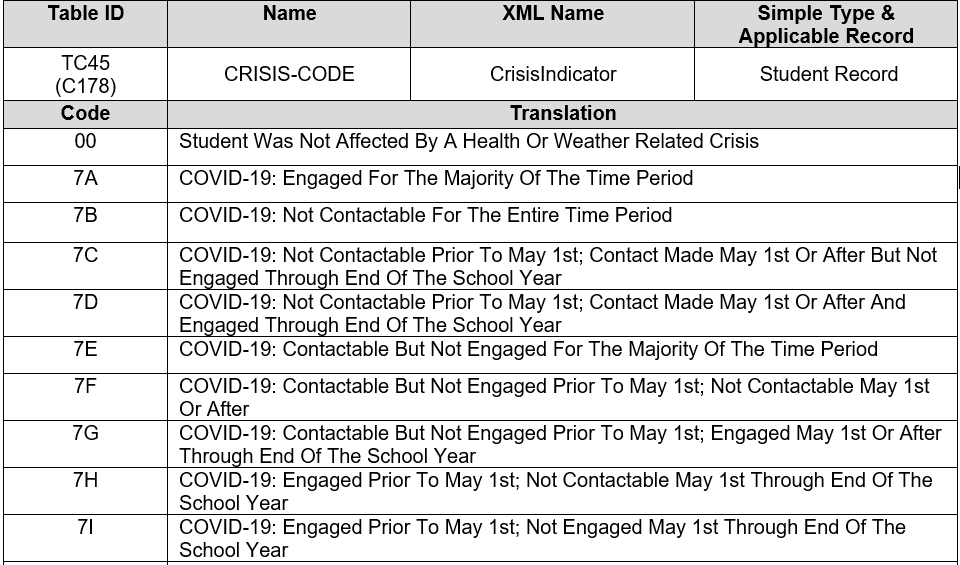 Table ID Name XML Name Simple Type &
Applicable Record
TC45
(C178) CRISIS-CODE CrisisIndicator Student Record
Code Translation
00 Student Was Not Affected By A Health Or Weather Related Crisis
7A COVID-19: Engaged For The Majority Of The Time Period
7B COVID-19: Not Contactable For The Entire Time Period
7C COVID-19: Not Contactable Prior To May 1st; Contact Made May 1st Or After But Not
Engaged Through End Of The School Year
7D COVID-19: Not Contactable Prior To May 1st; Contact Made May 1st Or After And
Engaged Through End Of The School Year
7E COVID-19: Contactable But Not Engaged For The Majority Of The Time Period
7F COVID-19: Contactable But Not Engaged Prior To May 1st; Not Contactable May 1st
Or After
7G COVID-19: Contactable But Not Engaged Prior To May 1st; Engaged May 1st Or After
Through End Of The School Year
7H COVID-19: Engaged Prior To May 1st; Not Contactable May 1st Through End Of The
School Year
7I COVID-19: Engaged Prior To May 1st; Not Engaged May 1st Through End Of The
School Year